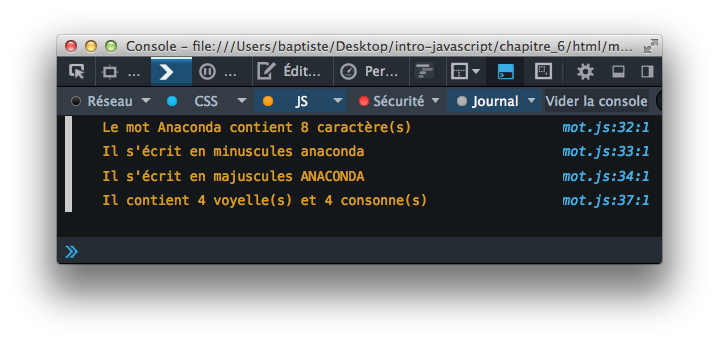 Console - file:///Users/baptiste/Desktop/intro-javascript/chapitre_6/html/m...
... ... Édit... Per...
Réseau CSS JS Sécurité Journal Vider la console
Le mot Anaconda contient 8 caractère(s) mot.js:32:1
Il s'écrit en minuscules anaconda mot.js:33:1
Il s'écrit en majuscules ANACONDA mot.js:34:1
Il contient 4 voyelle(s) et 4 consonne(s) mot.js:37:1